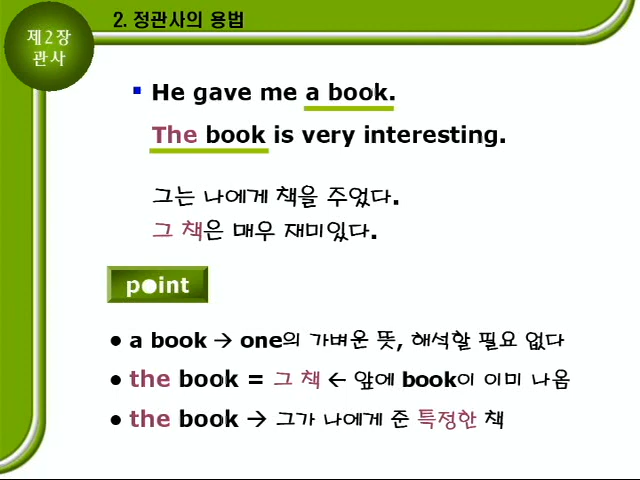 제2장
관사
2. 정관사의 용법
He gave me a book.
The book is very interesting.
그는 나에게 책을 주었다.
그 책은 매우 재미있다.
point
● a book → one의 가벼운 뜻, 해석할 필요 없다
● the book = 그 책 ← 앞에 book이 이미 나옴
● the book → 그가 나에게 준 특정한 책